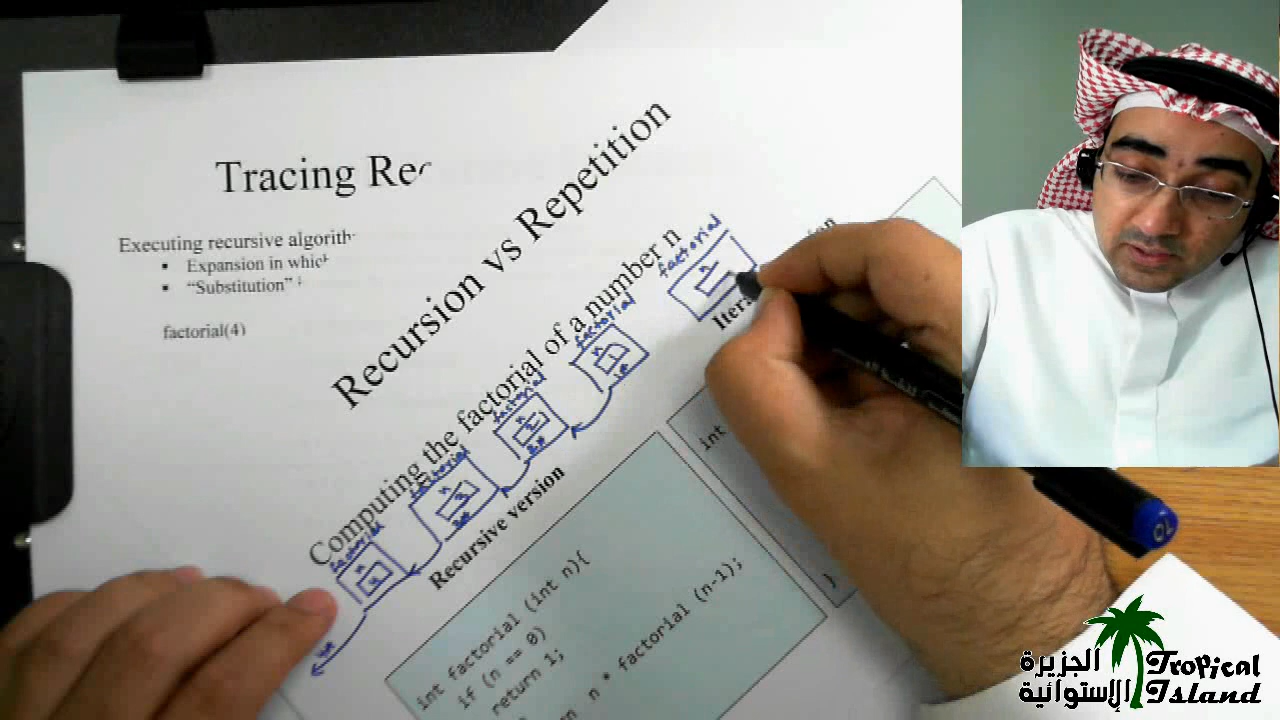 Tracing Rec
Executing recursive algorith
▪ Expansion in which
▪ “Substitution”
factorial(4)
Recursion vs Repetition
Computing the factorial of a number n
factorial
factorial
factorial
factorial
factorial
n
n
n
n
n
Recursive version
int factorial (int n){
if (n == 0)
return 1;
n * factorial (n-1);
int
}
10
الجزيرة
الإستوائية
Tropical
Island